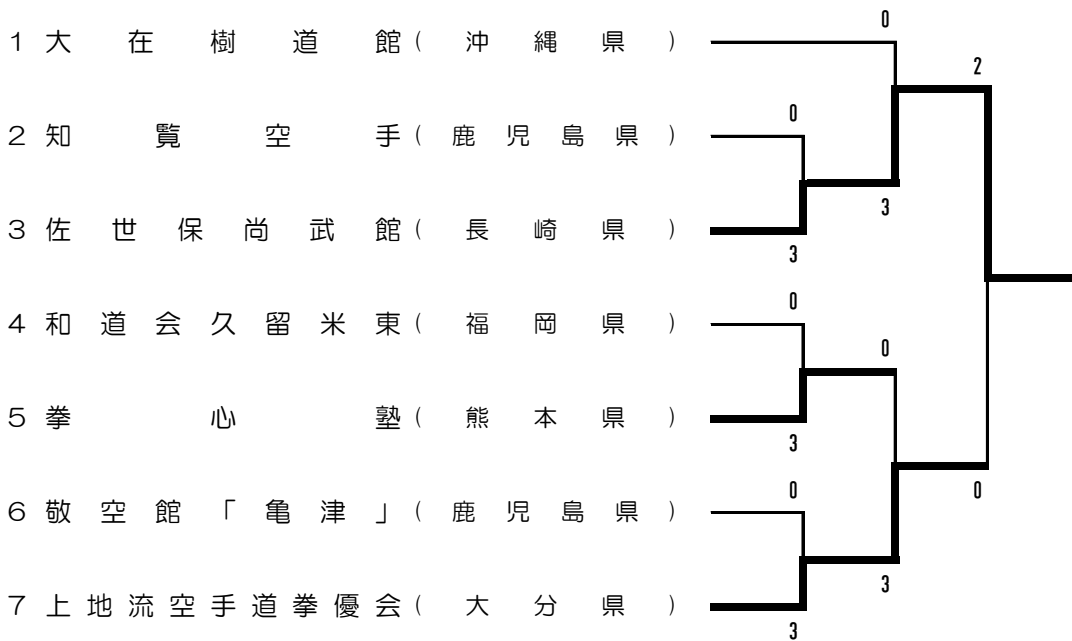 0
1 大在樹道館(沖縄県)
2
0
2 知覧空手(鹿児島県)
3
3 佐世保尚武館(長崎県)
3
0
4 和道会久留米東(福岡県)
0
5 拳心塾(熊本県)
3
0
0
6 敬空館「亀津」(鹿児島県)
3
7 上地流空手道拳優会(大分県)
3